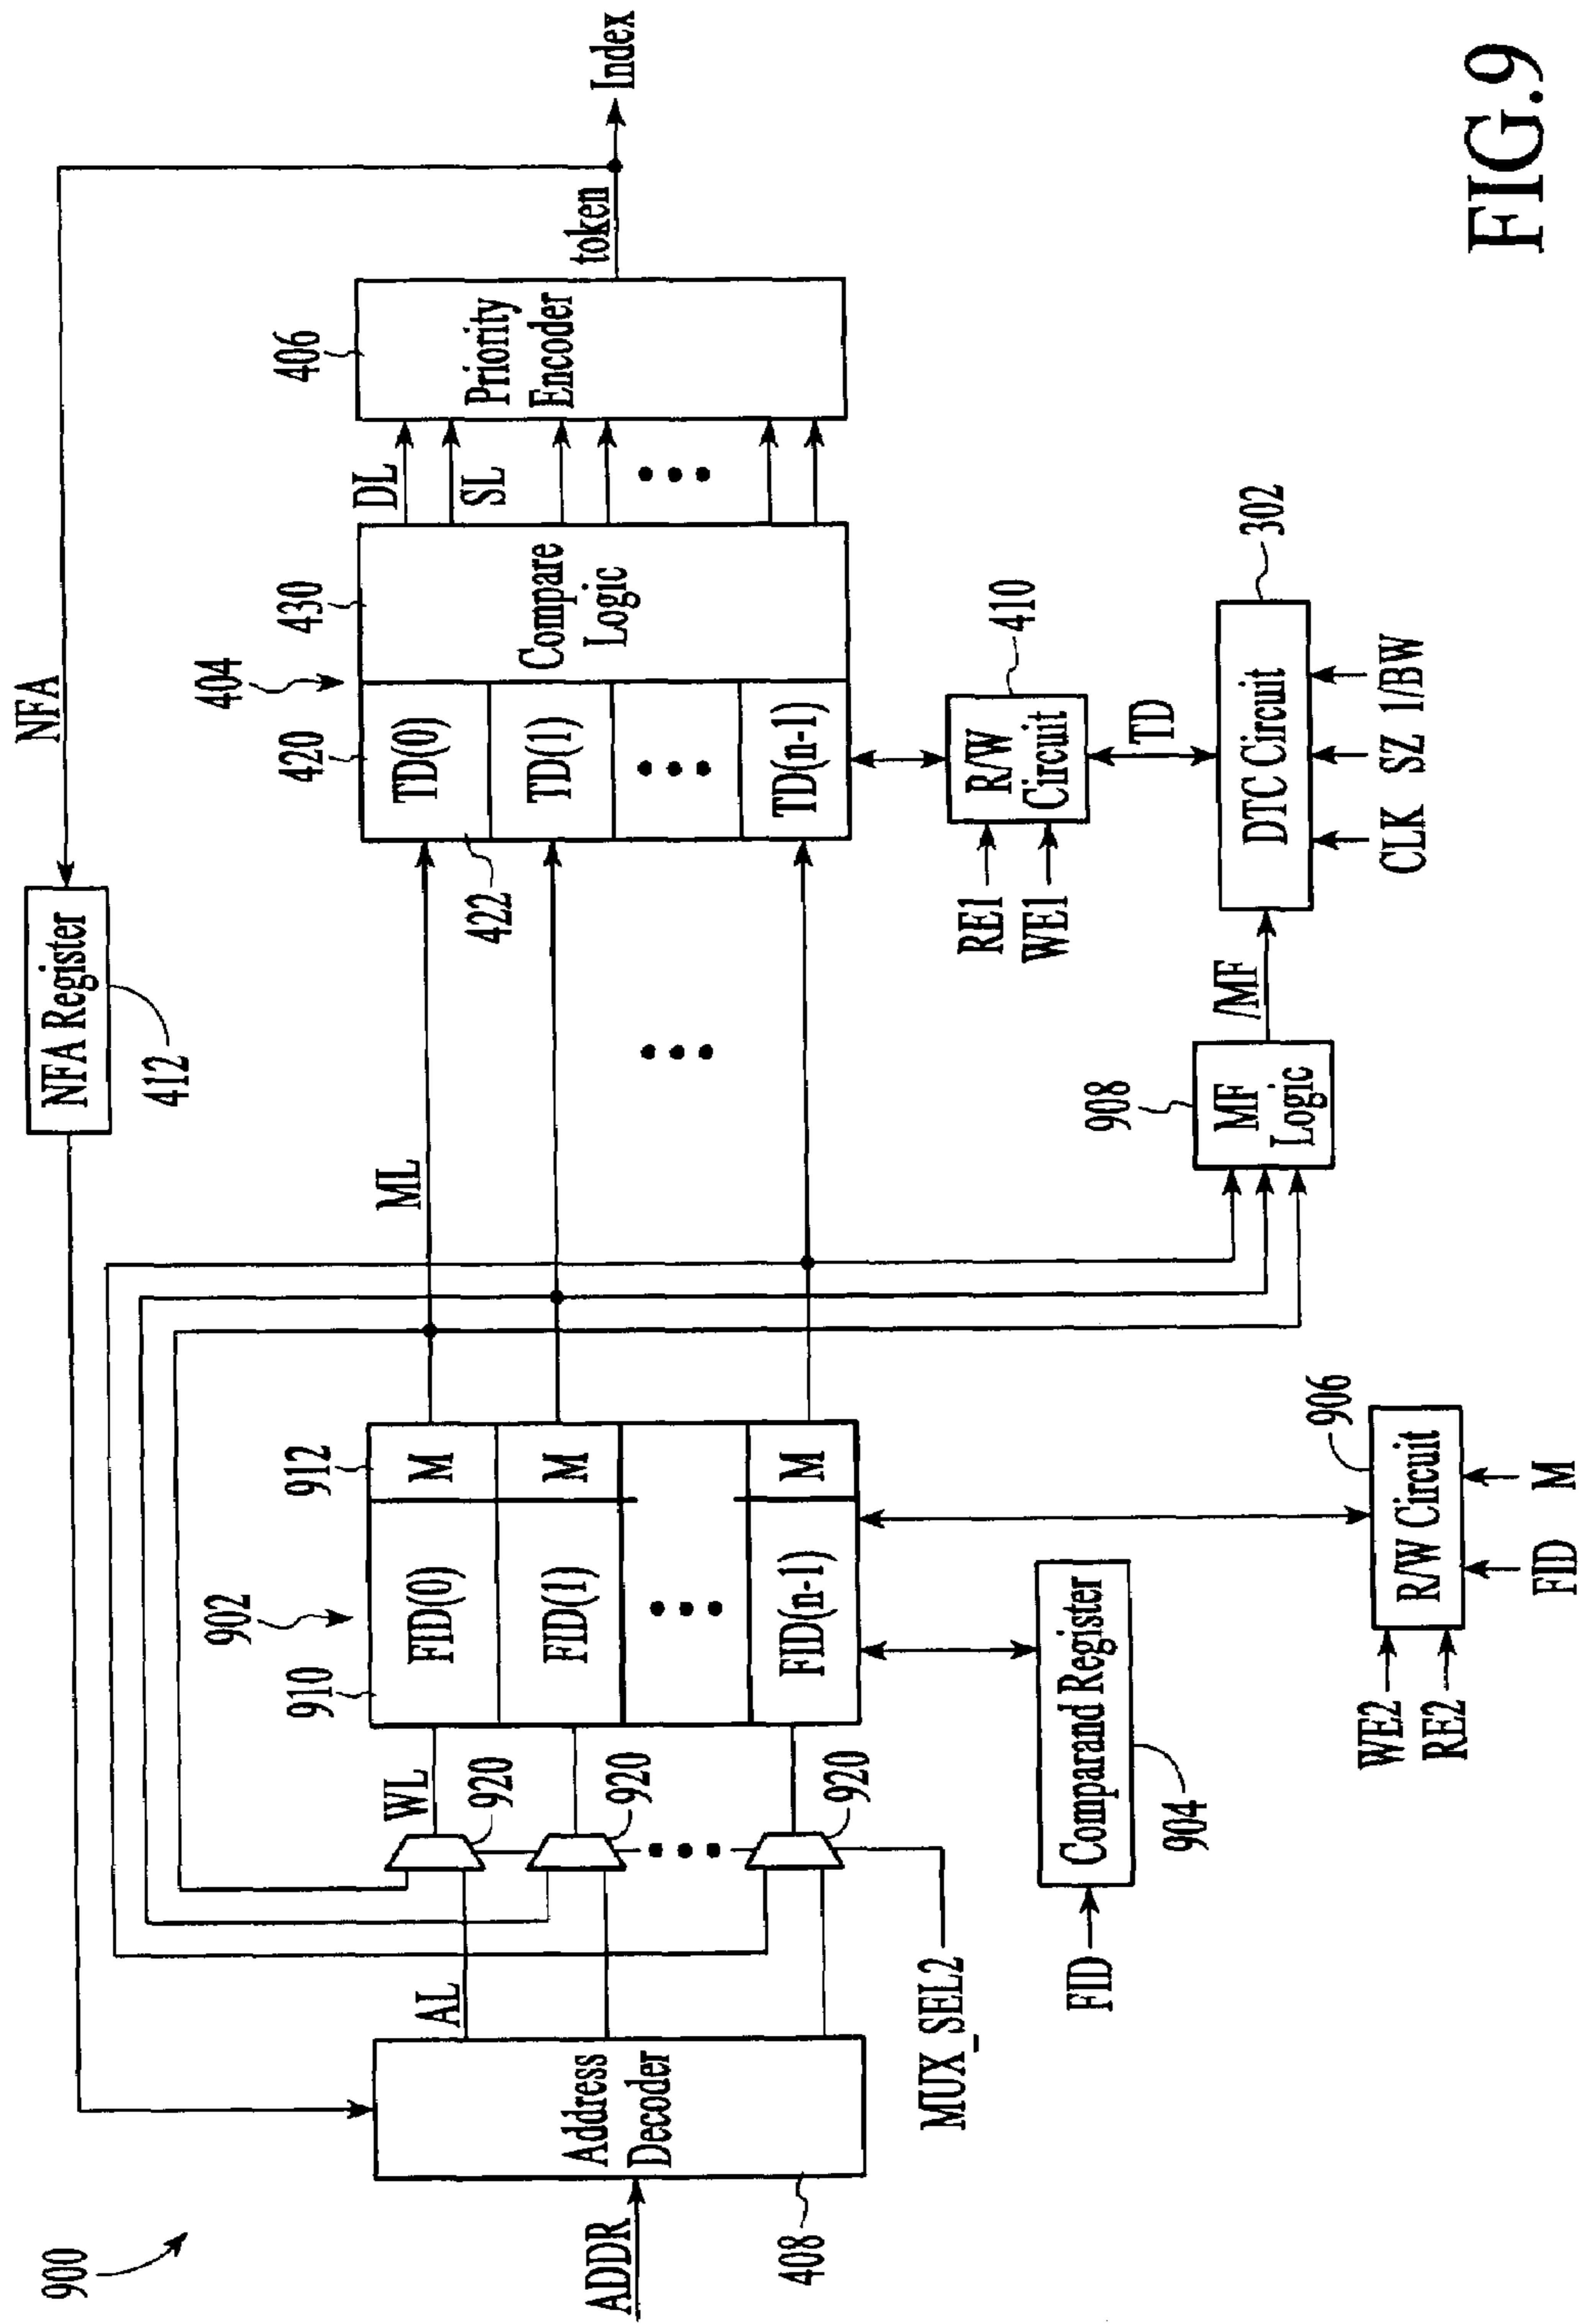 900
NFA Register
412
NFA
ADDR
Address
Decoder
408
AL
MUX_SEL2
WL
920
920
920
902
910
912
FID(0)
M
FID(1)
M
FID(n-1)
M
FID
Comparand Register
904
WE2
RE2
R/W Circuit
906
FID
M
ML
908
MF
Logic
/MF
404
420
422
430
TD(0)
TD(1)
TD(n-1)
Compare
Logic
RE1
WE1
R/W
Circuit
410
TD
DTC Circuit
302
CLK
SZ
1/BW
DL
SL
406
Priority
Encoder
token
Index
FIG.9